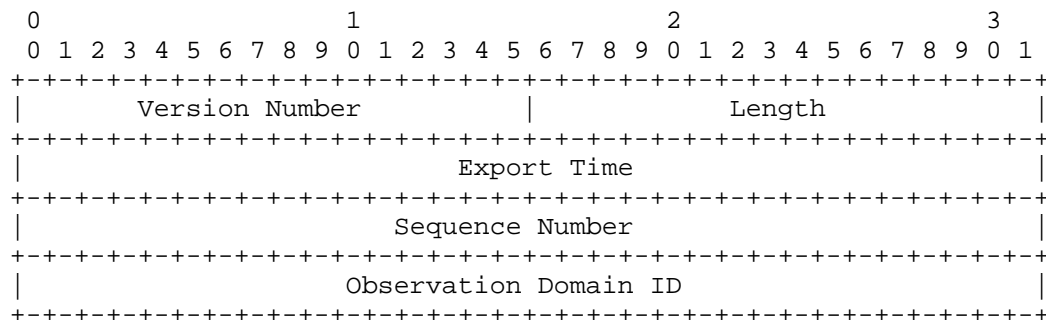 0                   1                   2                   3
 0 1 2 3 4 5 6 7 8 9 0 1 2 3 4 5 6 7 8 9 0 1 2 3 4 5 6 7 8 9 0 1
+-+-+-+-+-+-+-+-+-+-+-+-+-+-+-+-+-+-+-+-+-+-+-+-+-+-+-+-+-+-+-+-+
|       Version Number          |            Length             |
+-+-+-+-+-+-+-+-+-+-+-+-+-+-+-+-+-+-+-+-+-+-+-+-+-+-+-+-+-+-+-+-+
|                           Export Time                         |
+-+-+-+-+-+-+-+-+-+-+-+-+-+-+-+-+-+-+-+-+-+-+-+-+-+-+-+-+-+-+-+-+
|                       Sequence Number                         |
+-+-+-+-+-+-+-+-+-+-+-+-+-+-+-+-+-+-+-+-+-+-+-+-+-+-+-+-+-+-+-+-+
|                    Observation Domain ID                      |
+-+-+-+-+-+-+-+-+-+-+-+-+-+-+-+-+-+-+-+-+-+-+-+-+-+-+-+-+-+-+-+-+